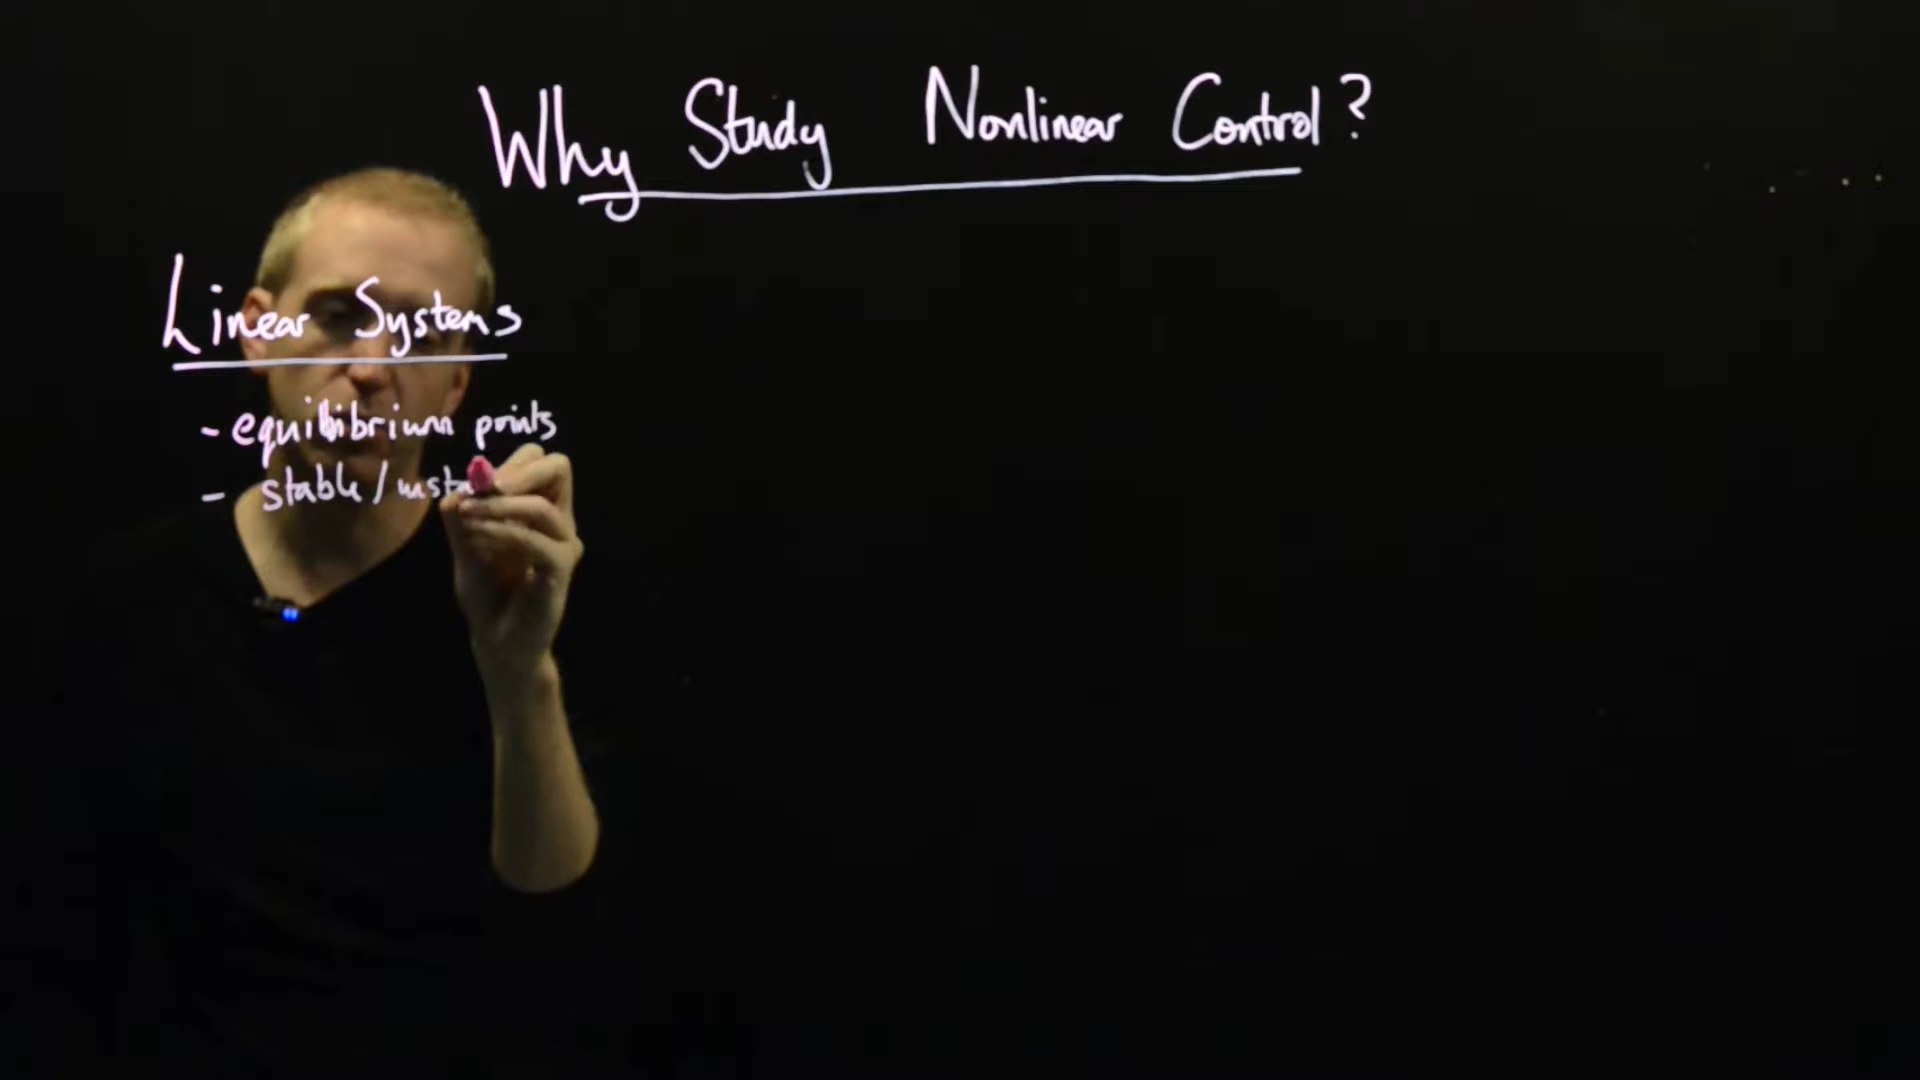 Why Study Nonlinear Control?
Linear Systems
- equilibrium points
- stable/unsta